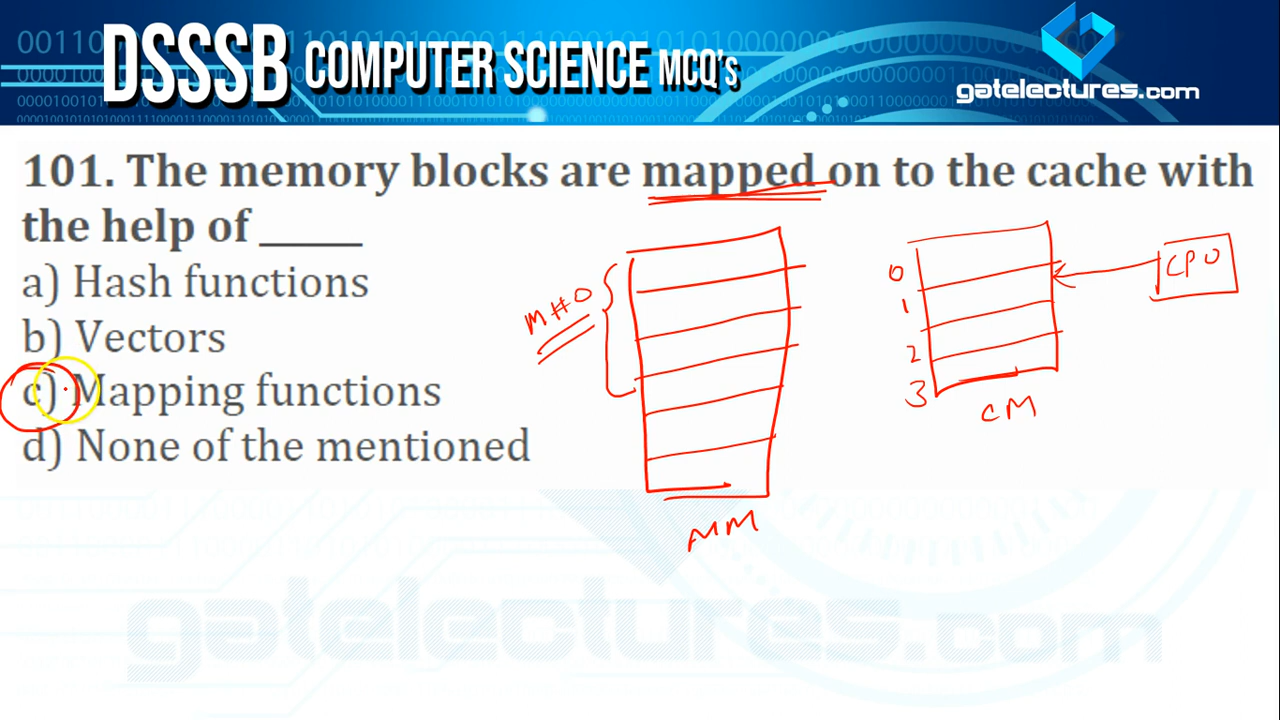 DSSSB COMPUTER SCIENCE MCQ's
gatelectures.com
101. The memory blocks are mapped on to the cache with
the help of _____
a) Hash functions
b) Vectors
c) Mapping functions
d) None of the mentioned
M#0
MM
0
1
2
3
CM
CPU
gatelectures.com